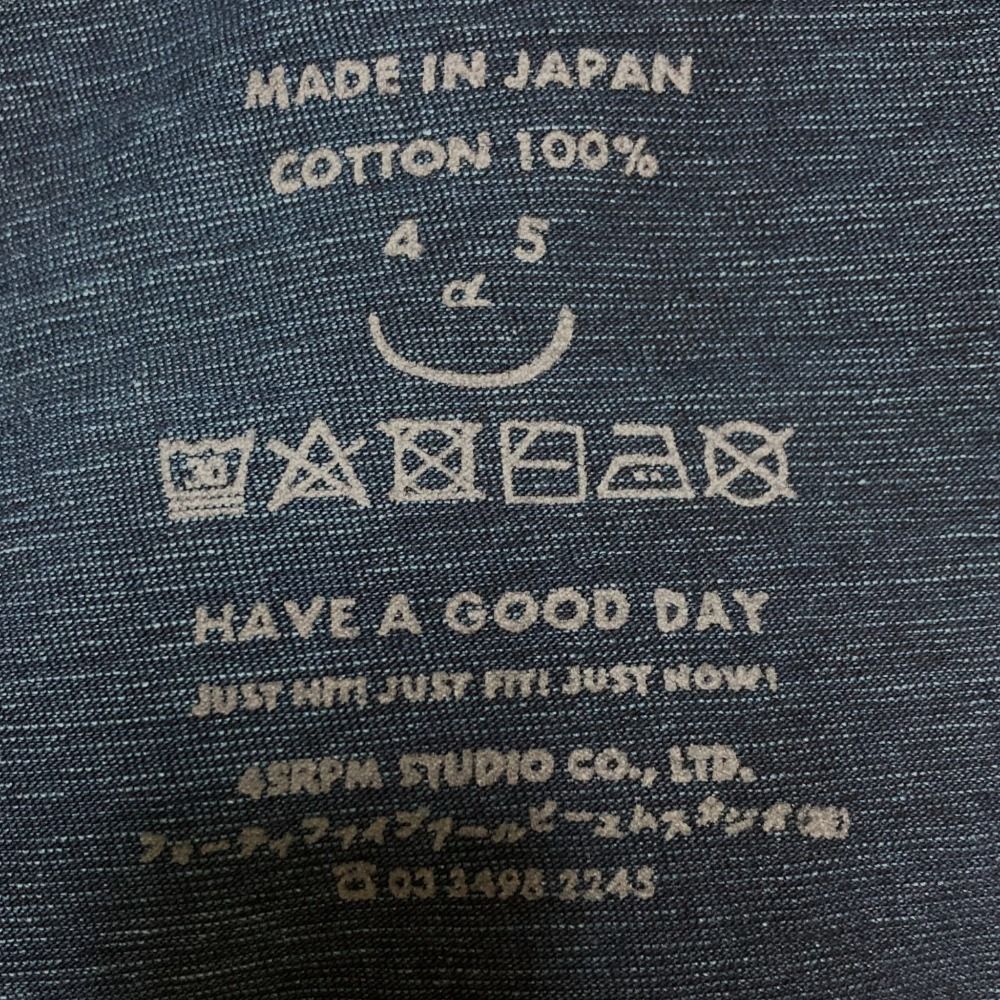 MADE IN JAPAN
COTTON 100%
4 5
R
30
HAVE A GOOD DAY
JUST HIT! JUST FIT! JUST NOW!
45RPM STUDIO CO., LTD.
フォーティファイブアールピーエムスタジオ(株)
☎ 03 3498 2245